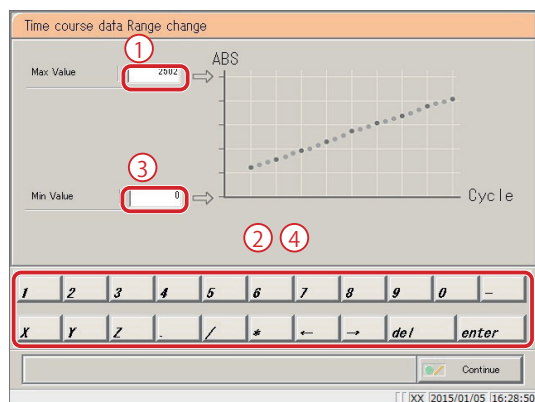 Time course data Range change
①
ABS
Max Value 2502
③
Min Value 0
Cycle
② ④
1 2 3 4 5 6 7 8 9 0 -
X Y Z . / * ← → del enter
Continue
XX 2015/01/05 16:28:50